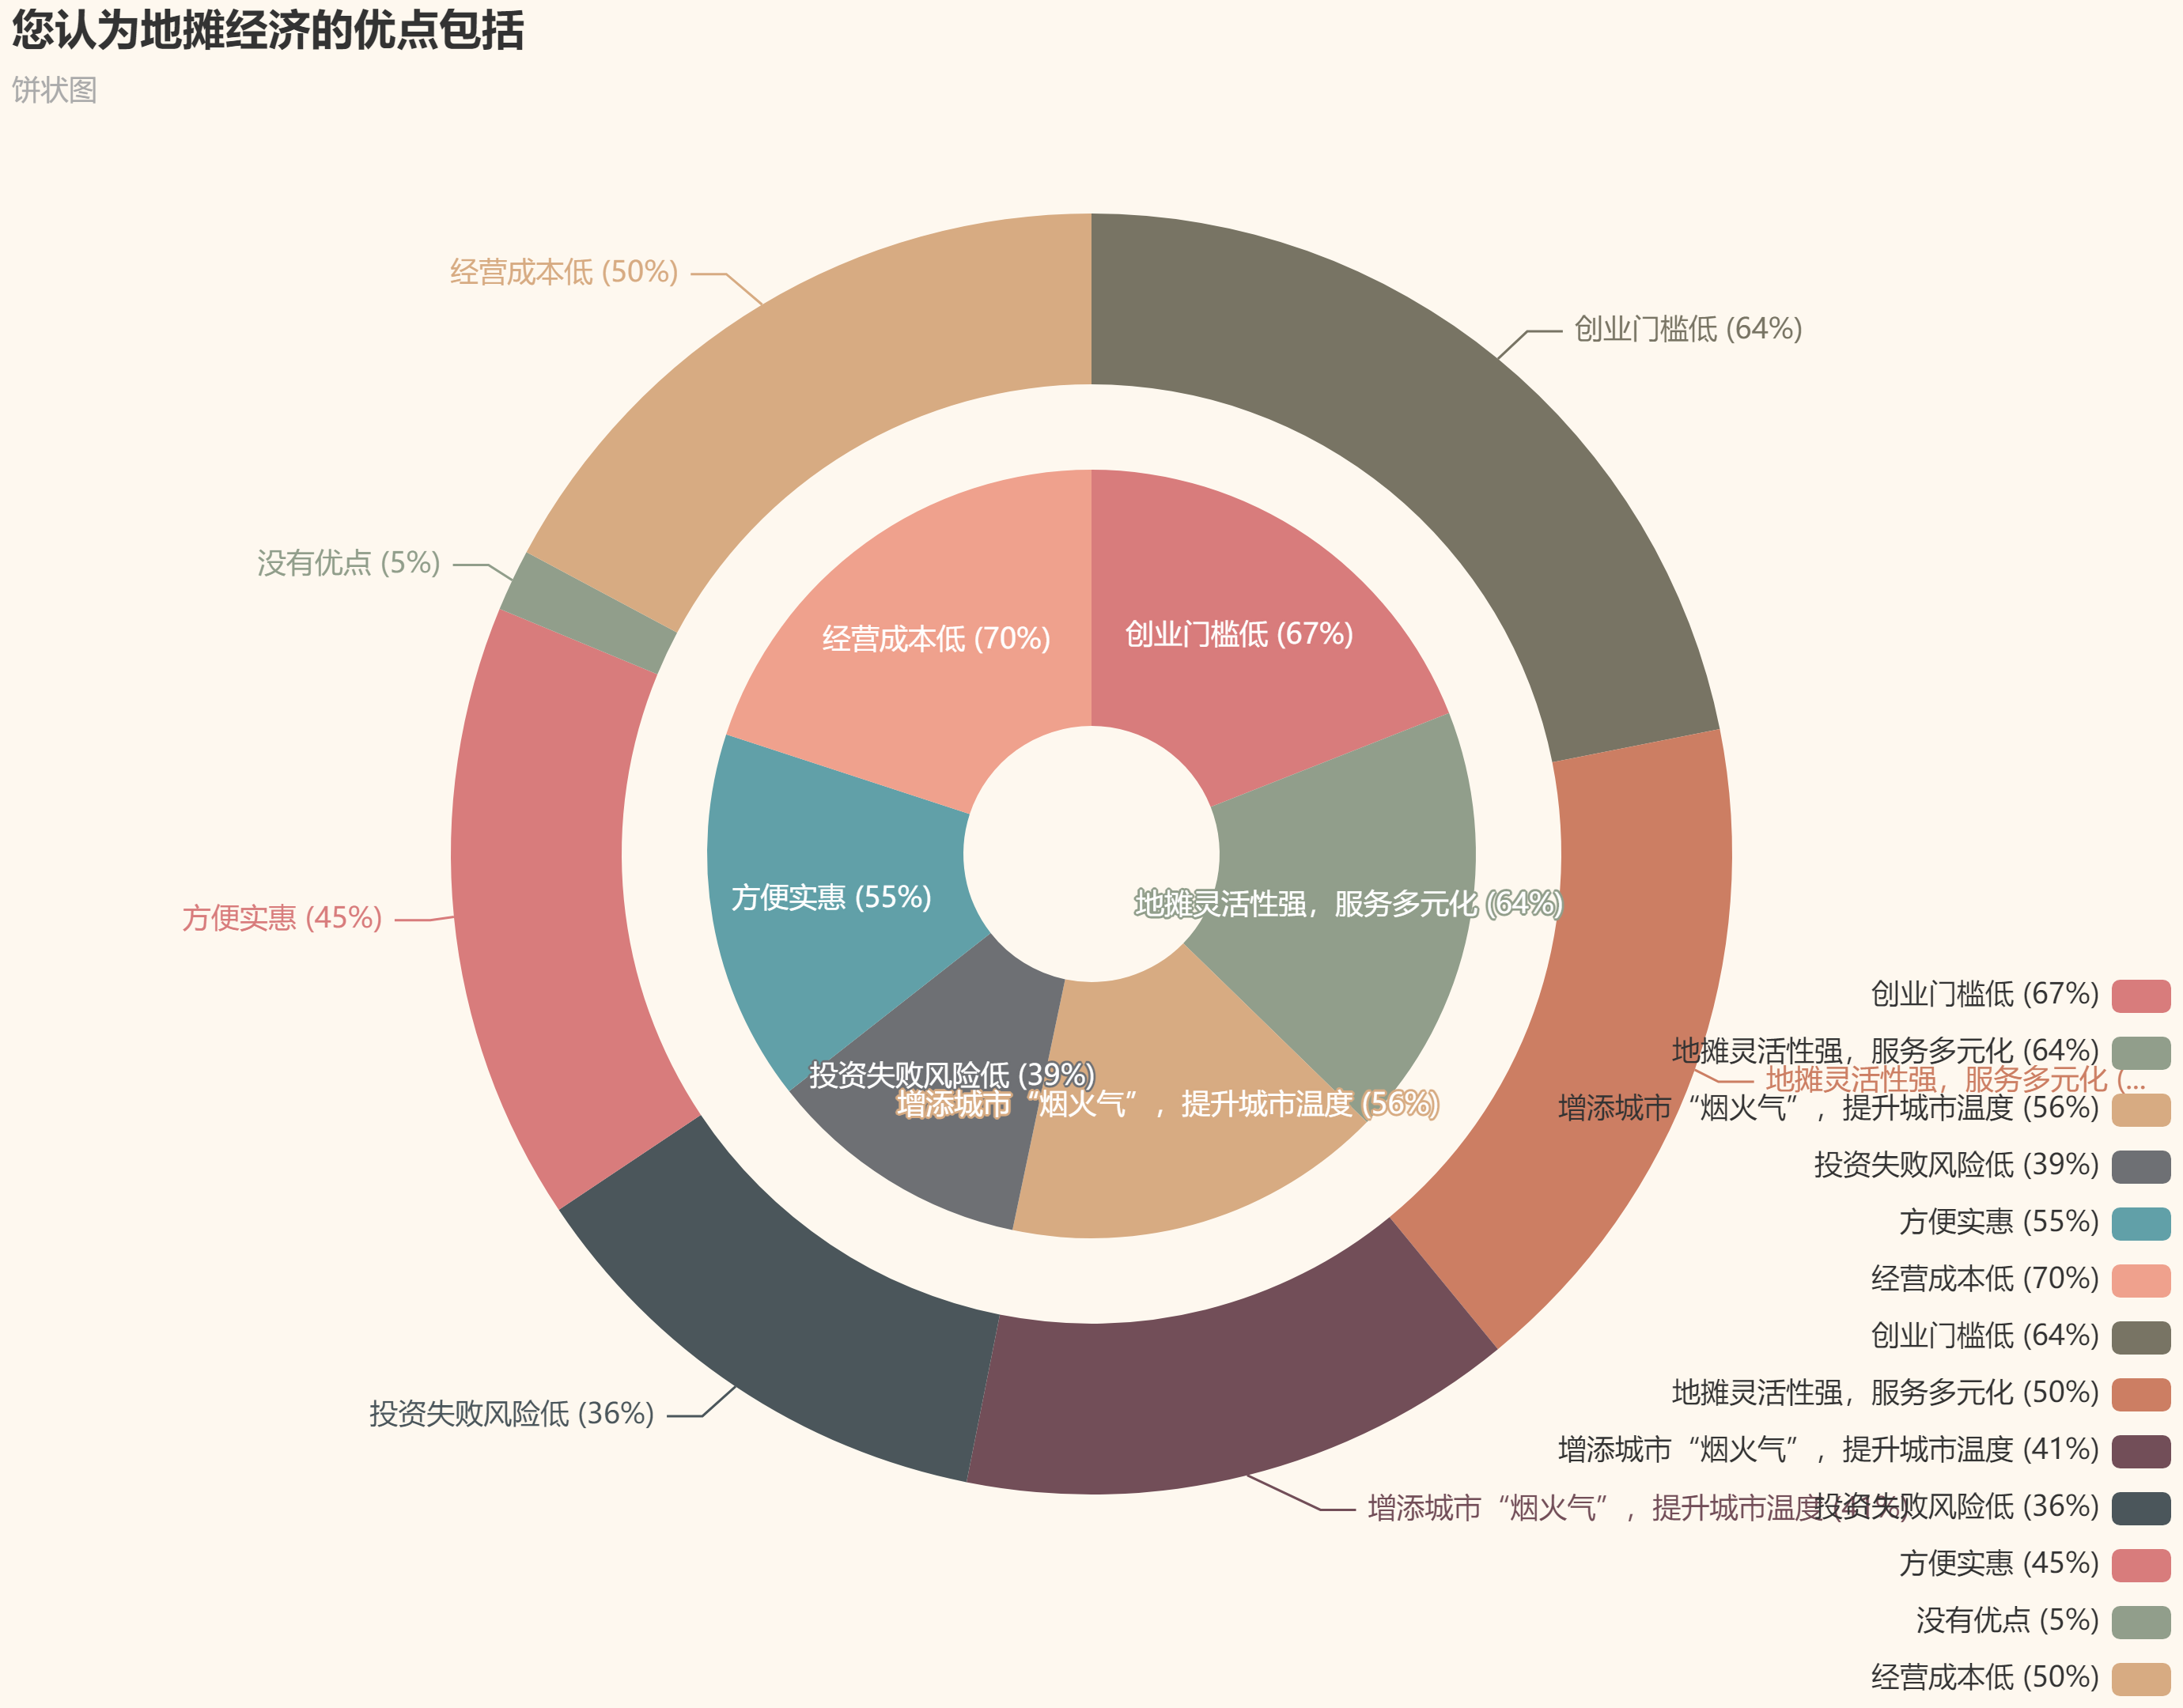 您认为地摊经济的优点包括
饼状图
经营成本低 (50%)
创业门槛低 (64%)
没有优点 (5%)
经营成本低 (70%)
创业门槛低 (67%)
方便实惠 (55%)
地摊灵活性强，服务多元化 (64%)
方便实惠 (45%)
投资失败风险低 (39%)
增添城市“烟火气”，提升城市温度 (56%)
地摊灵活性强，服务多元化 (...
投资失败风险低 (36%)
增添城市“烟火气”，提升城市温度 (41%)
创业门槛低 (67%)
地摊灵活性强，服务多元化 (64%)
增添城市“烟火气”，提升城市温度 (56%)
投资失败风险低 (39%)
方便实惠 (55%)
经营成本低 (70%)
创业门槛低 (64%)
地摊灵活性强，服务多元化 (50%)
增添城市“烟火气”，提升城市温度 (41%)
投资失败风险低 (36%)
方便实惠 (45%)
没有优点 (5%)
经营成本低 (50%)